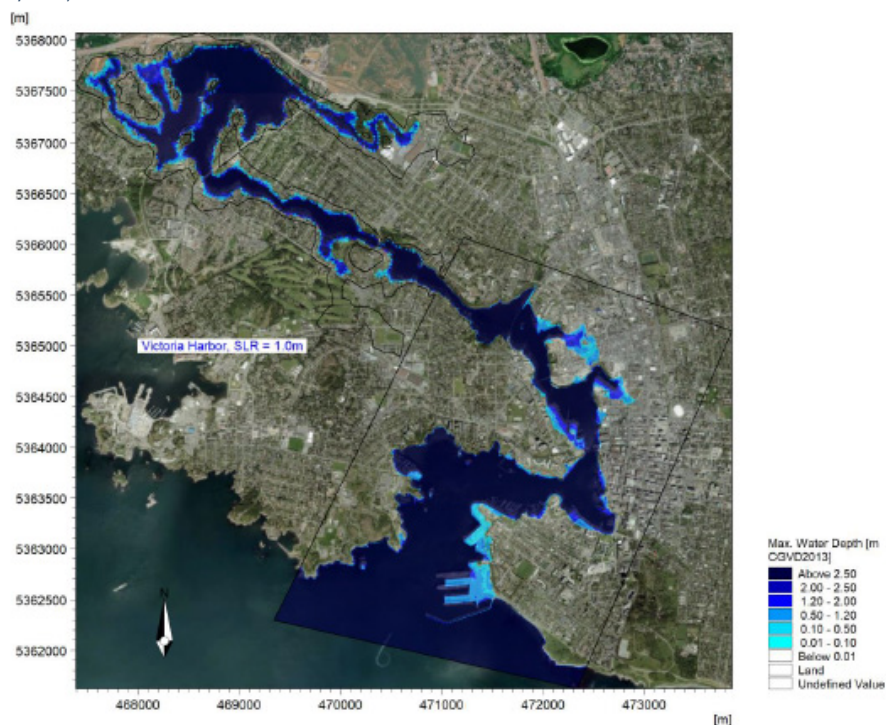 [m]
5368000
5367500
5367000
5366500
5366000
5365500
5365000
5364500
5364000
5363500
5363000
5362500
5362000
Victoria Harbor, SLR = 1.0m
N
468000 469000 470000 471000 472000 473000
[m]
Max. Water Depth [m
CGVD2013]
Above 2.50
2.00 - 2.50
1.20 - 2.00
0.50 - 1.20
0.10 - 0.50
0.01 - 0.10
Below 0.01
Land
Undefined Value